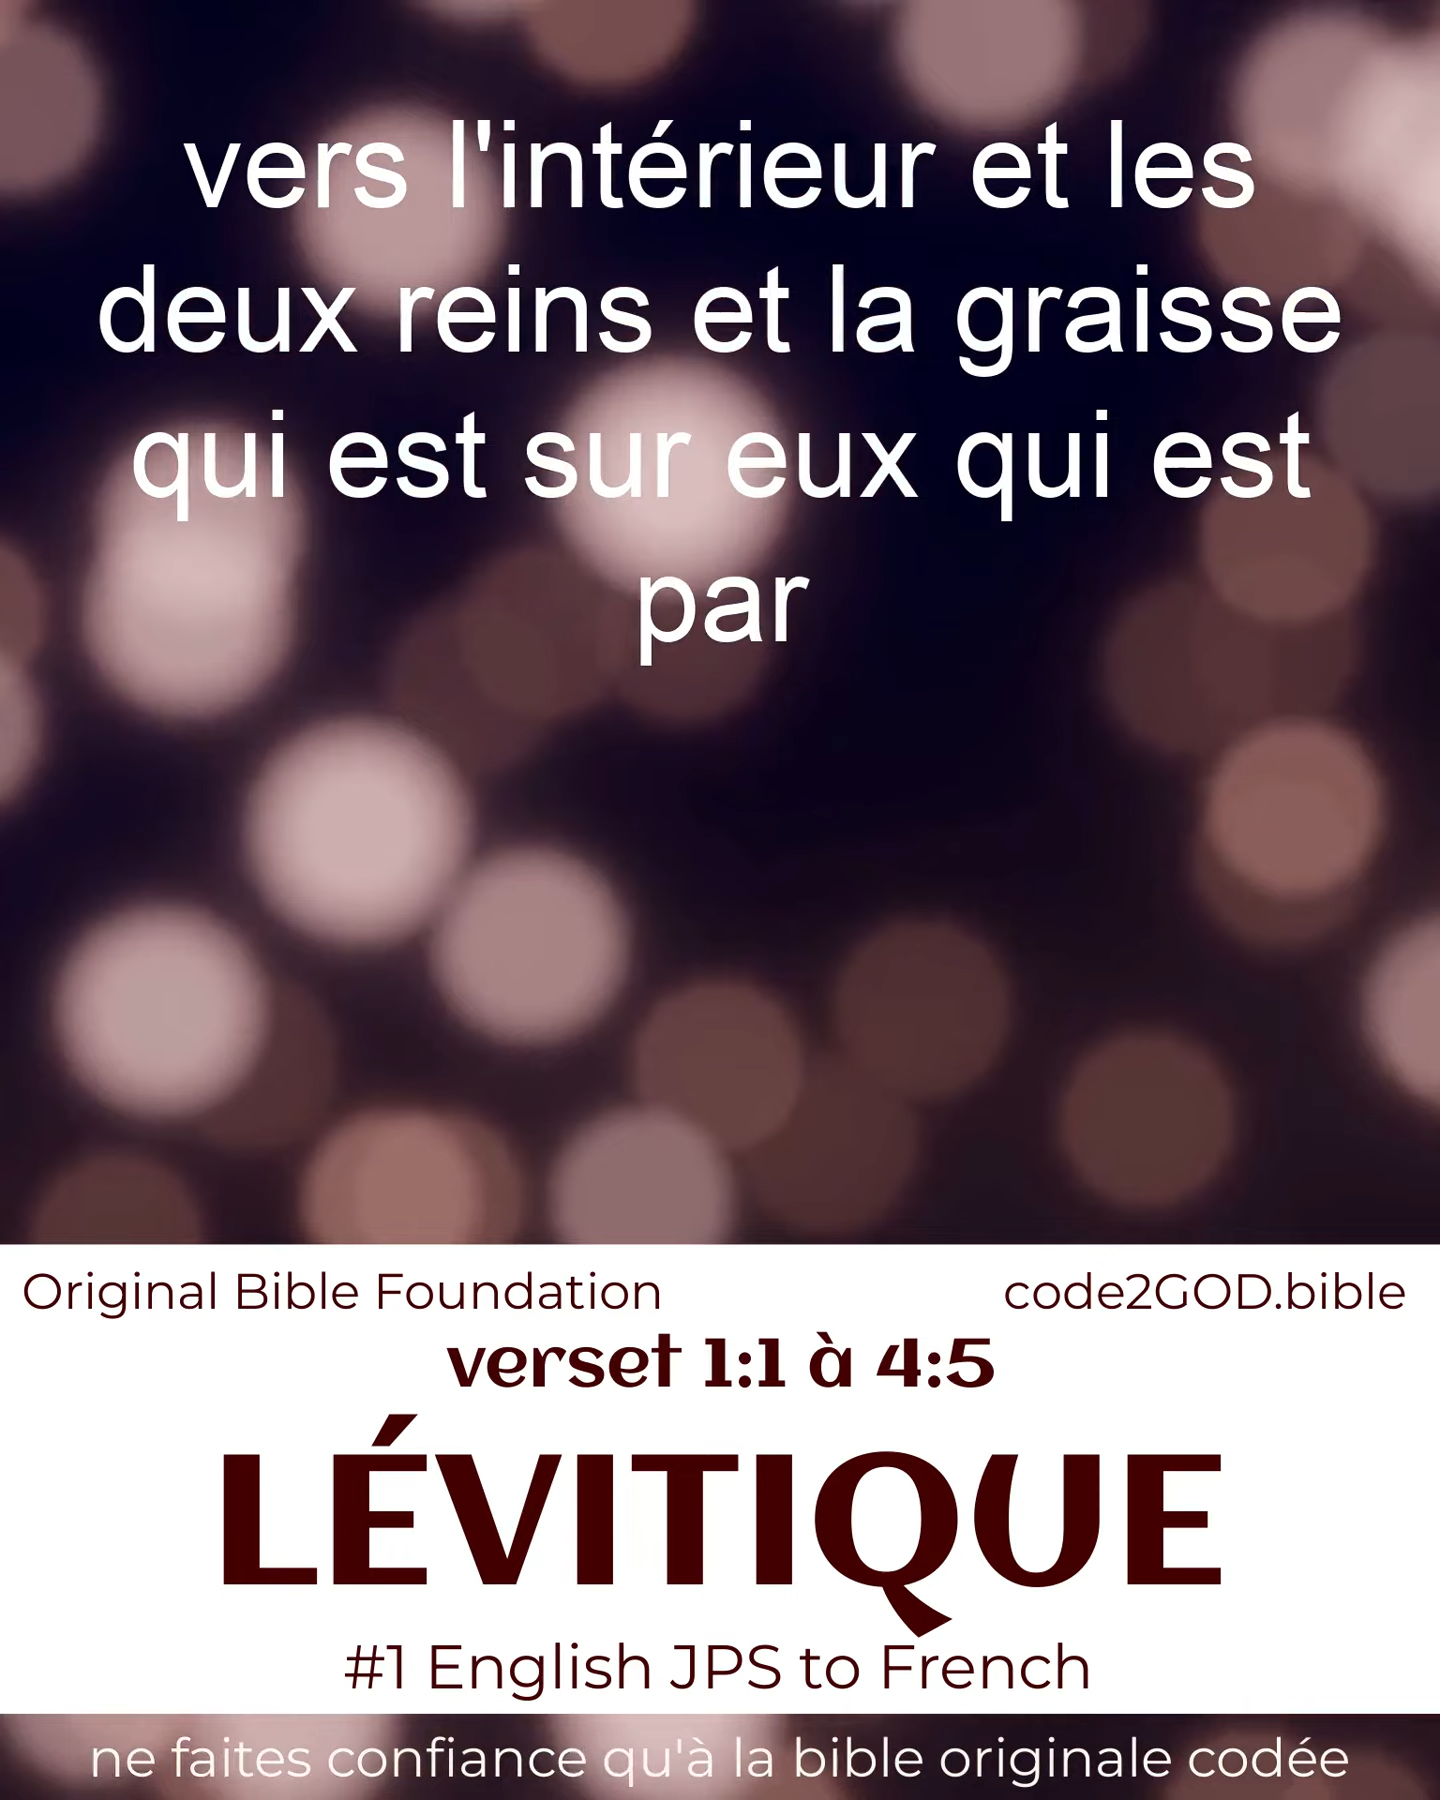 vers l'intérieur et les
deux reins et la graisse
qui est sur eux qui est
par
Original Bible Foundation
code2GOD.bible
verset 1:1 à 4:5
LÉVITIQUE
#1 English JPS to French
ne faites confiance qu'à la bible originale codée